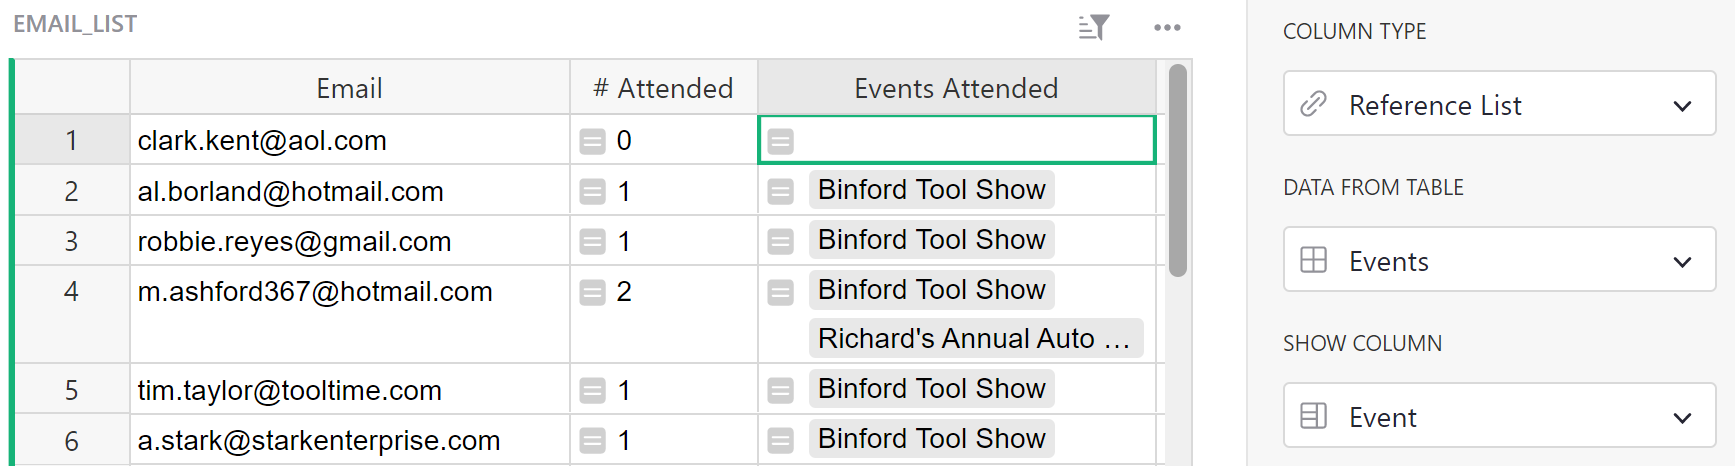 EMAIL_LIST
Email # Attended Events Attended
1 clark.kent@aol.com 0
2 al.borland@hotmail.com 1 Binford Tool Show
3 robbie.reyes@gmail.com 1 Binford Tool Show
4 m.ashford367@hotmail.com 2 Binford Tool Show
Richard's Annual Auto …
5 tim.taylor@tooltime.com 1 Binford Tool Show
6 a.stark@starkenterprise.com 1 Binford Tool Show
COLUMN TYPE
Reference List
DATA FROM TABLE
Events
SHOW COLUMN
Event